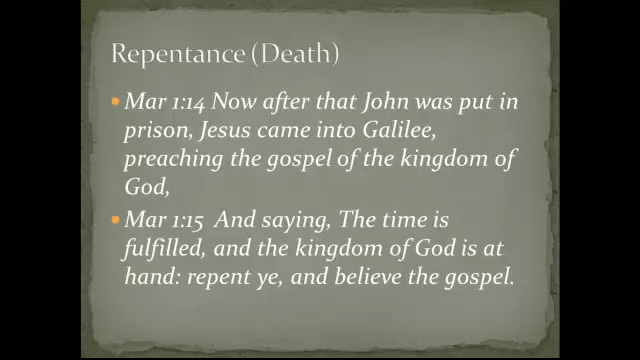 Repentance (Death)
Mar 1:14 Now after that John was put in
prison, Jesus came into Galilee,
preaching the gospel of the kingdom of
God,
Mar 1:15 And saying, The time is
fulfilled, and the kingdom of God is at
hand: repent ye, and believe the gospel.